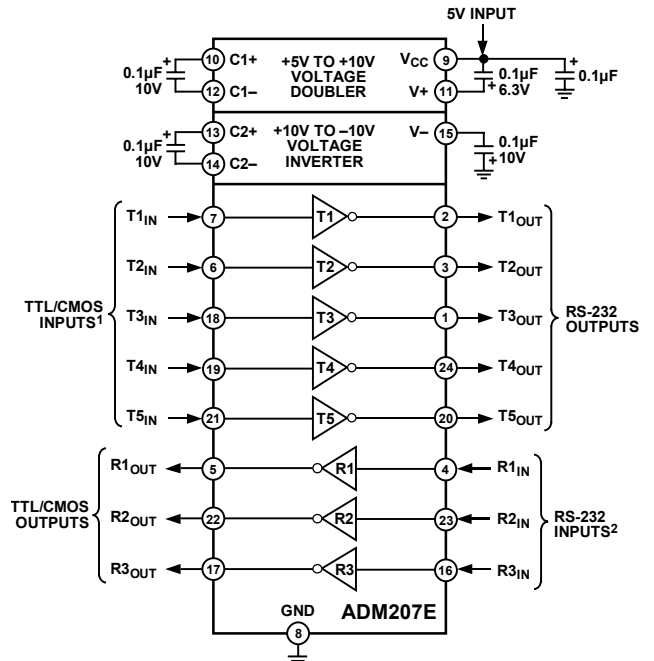 5V INPUT
10 C1+ +5V TO +10V VCC 9
0.1µF
10V
VOLTAGE
12 C1– DOUBLER V+ 11
0.1µF
6.3V
0.1µF
13 C2+ +10V TO –10V V– 15
0.1µF
10V
VOLTAGE
14 C2– INVERTER
0.1µF
10V
T1IN 7 T1 2 T1OUT
T2IN 6 T2 3 T2OUT
TTL/CMOS
INPUTS1
T3IN 18 T3 1 T3OUT
RS-232
OUTPUTS
T4IN 19 T4 24 T4OUT
T5IN 21 T5 20 T5OUT
R1OUT 5 R1 4 R1IN
TTL/CMOS
OUTPUTS
R2OUT 22 R2 23 R2IN
RS-232
INPUTS2
R3OUT 17 R3 16 R3IN
GND ADM207E
8